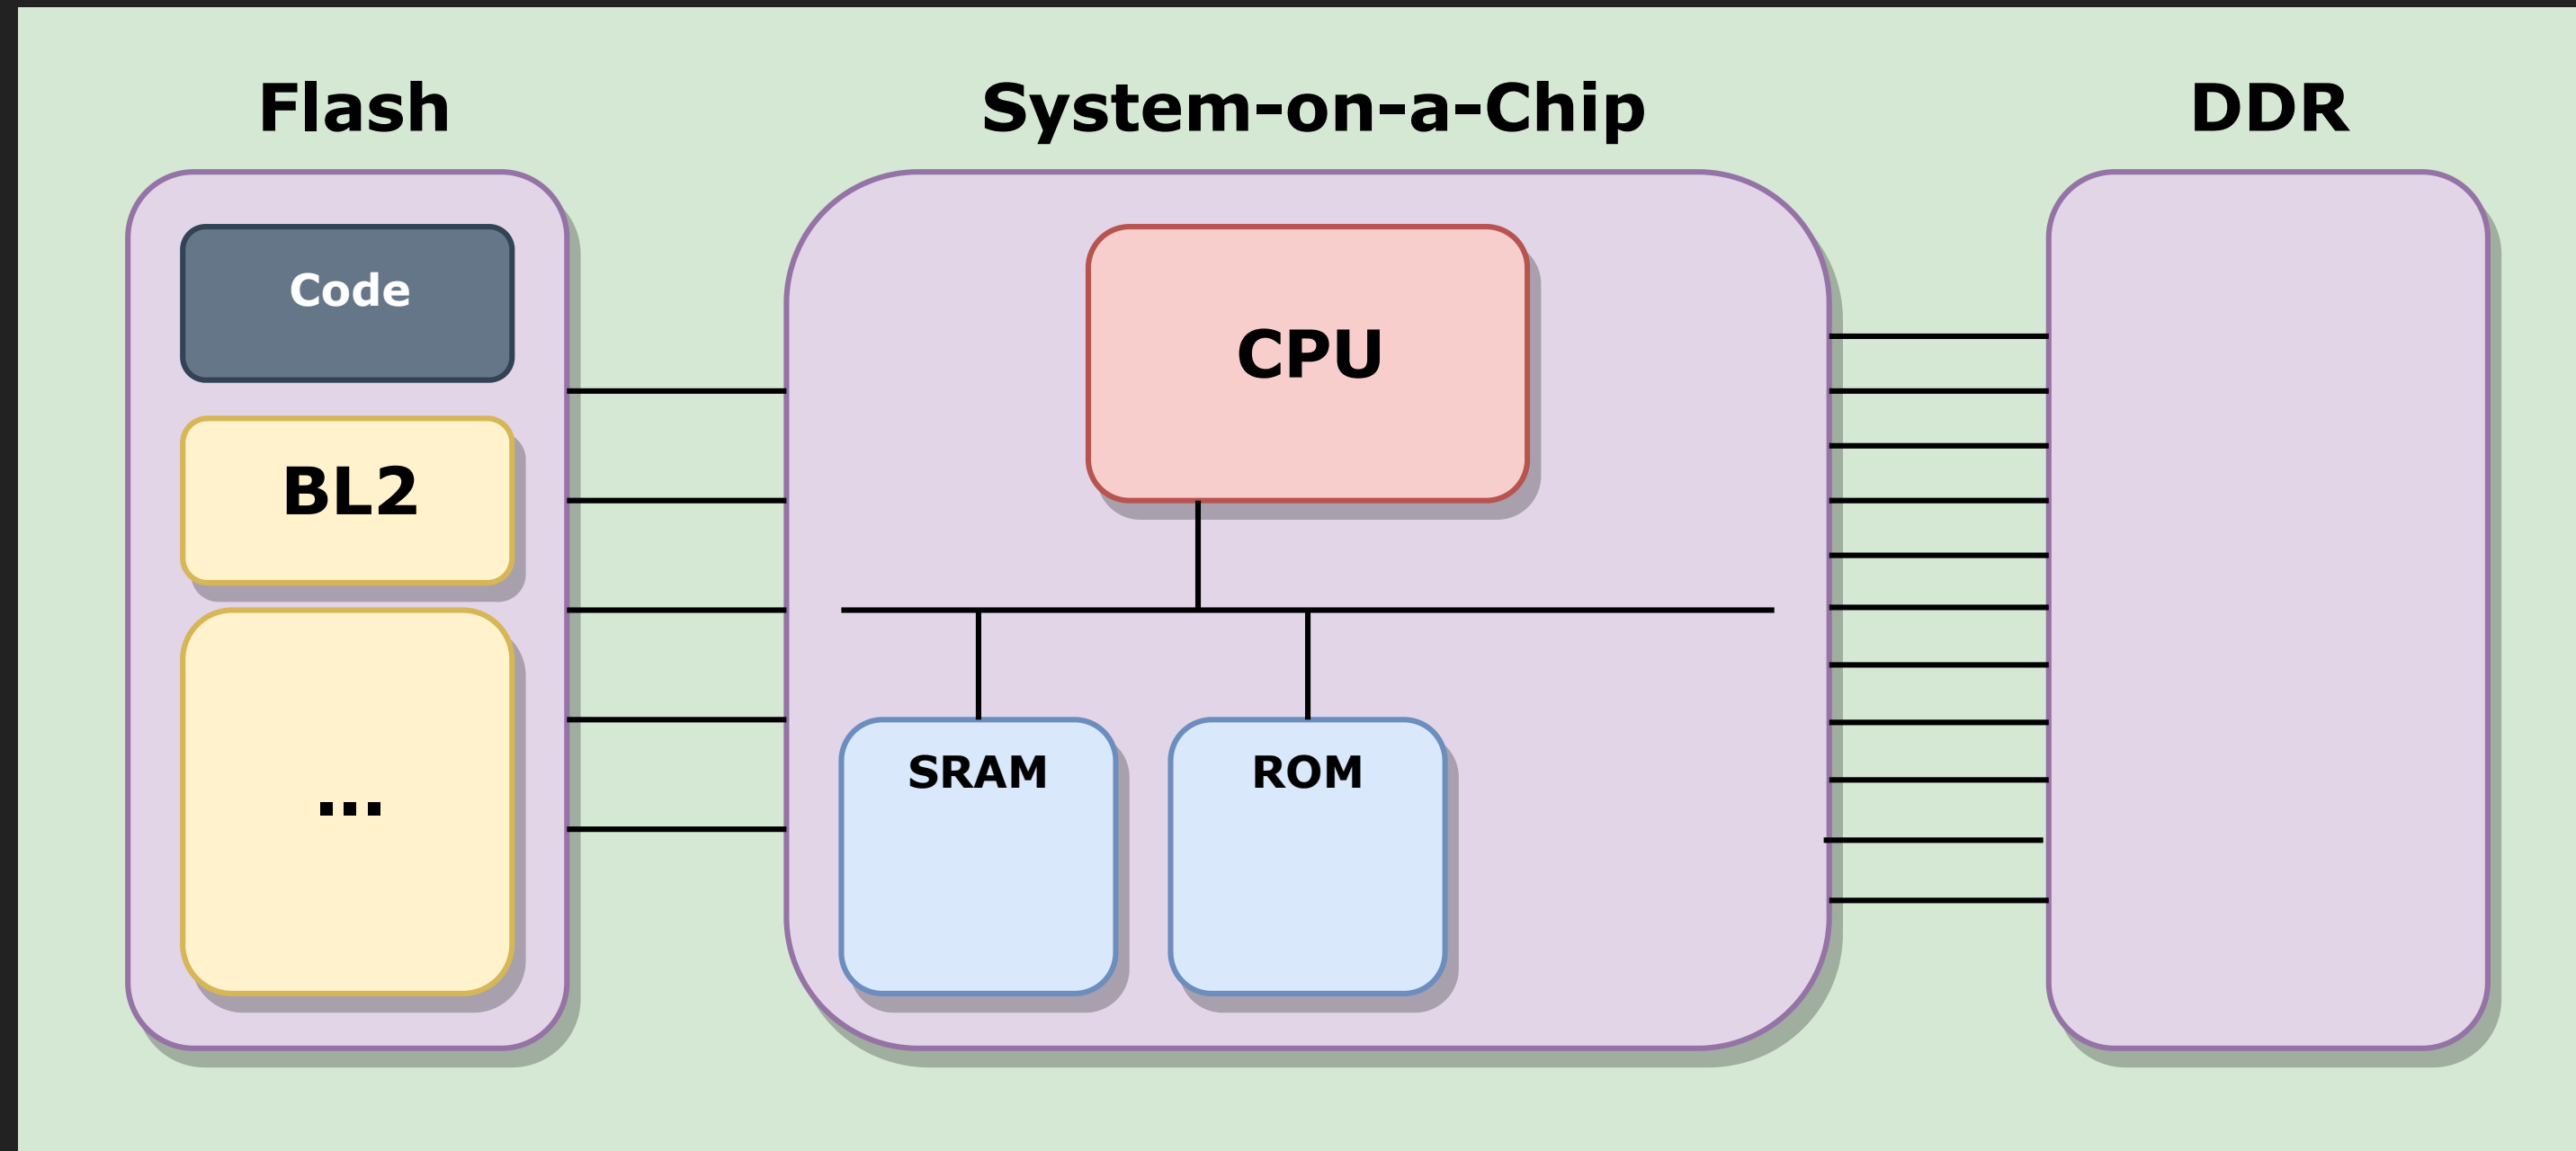 Flash
System-on-a-Chip
DDR
Code
CPU
BL2
...
SRAM
ROM